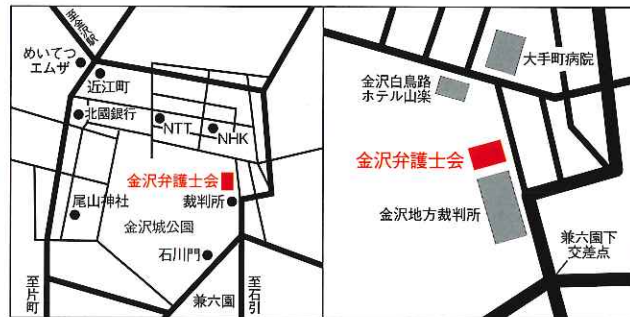 至金沢駅
めいてつ
エムザ
近江町
北國銀行
NTT
NHK
金沢弁護士会
尾山神社
裁判所
金沢城公園
石川門
至片町
兼六園
至石引
大手町病院
金沢白鳥路
ホテル山楽
金沢弁護士会
金沢地方裁判所
兼六園下
交差点